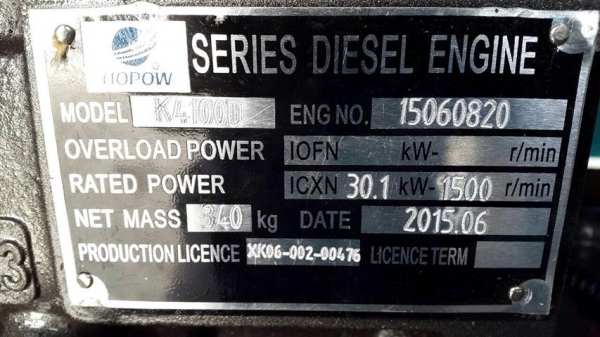 HOPOW®
SERIES DIESEL ENGINE
MODEL K4100D ENG NO. 15060820
OVERLOAD POWER IOFN kW- r/min
RATED POWER ICXN 30.1 kW-1500 r/min
NET MASS 340 kg DATE 2015.06
PRODUCTION LICENCE XK06-002-00476 LICENCE TERM
3